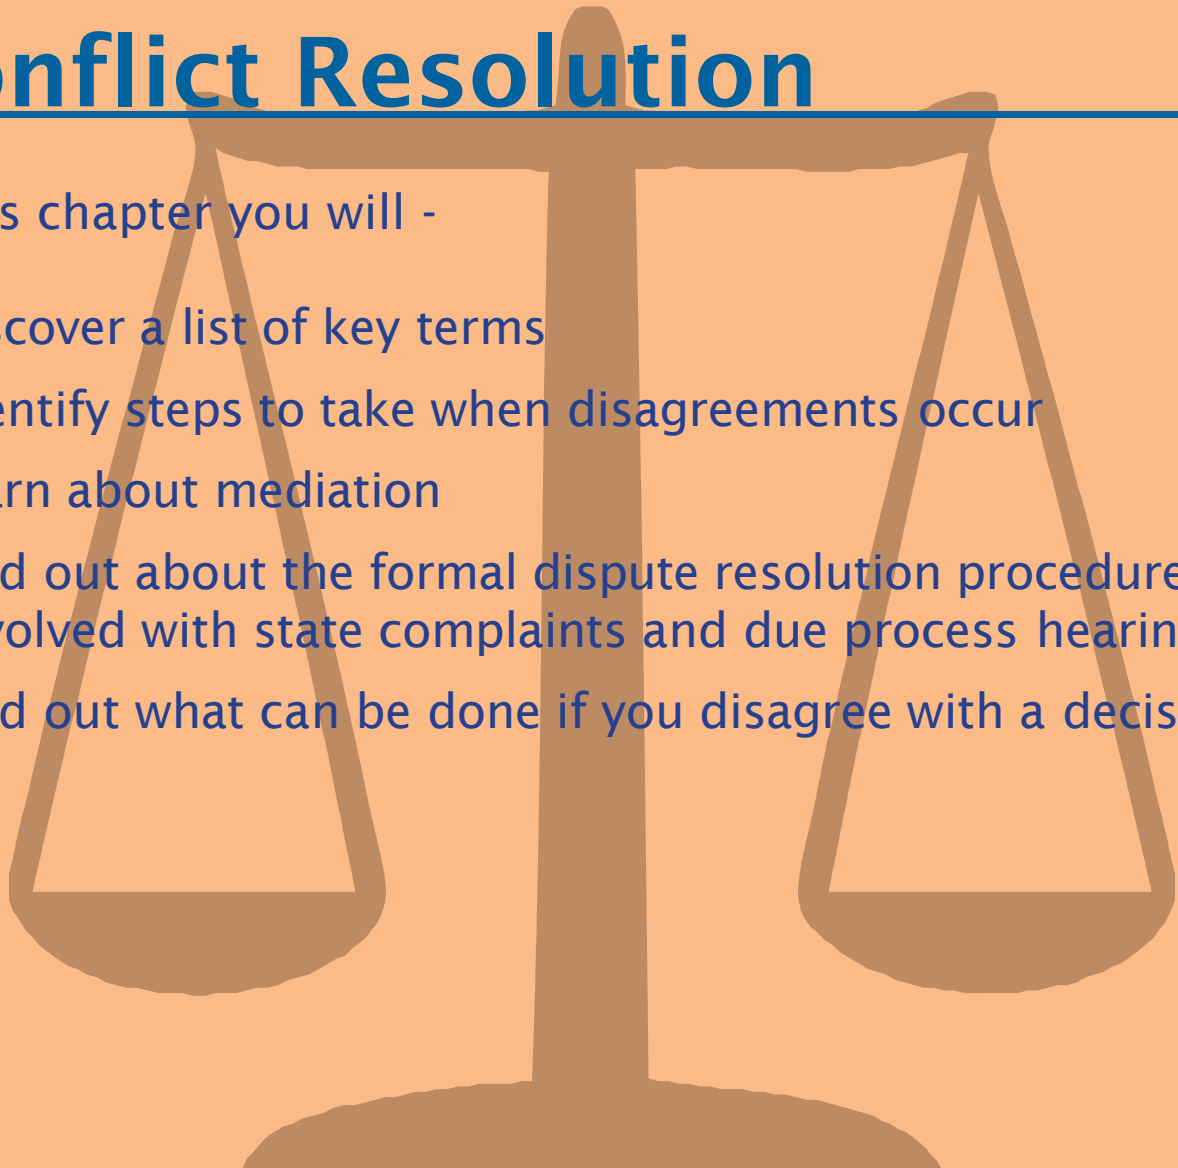 onflict Resolution
s chapter you will -
scover a list of key terms
entify steps to take when disagreements occur
arn about mediation
d out about the formal dispute resolution procedure
volved with state complaints and due process hearin
d out what can be done if you disagree with a decis